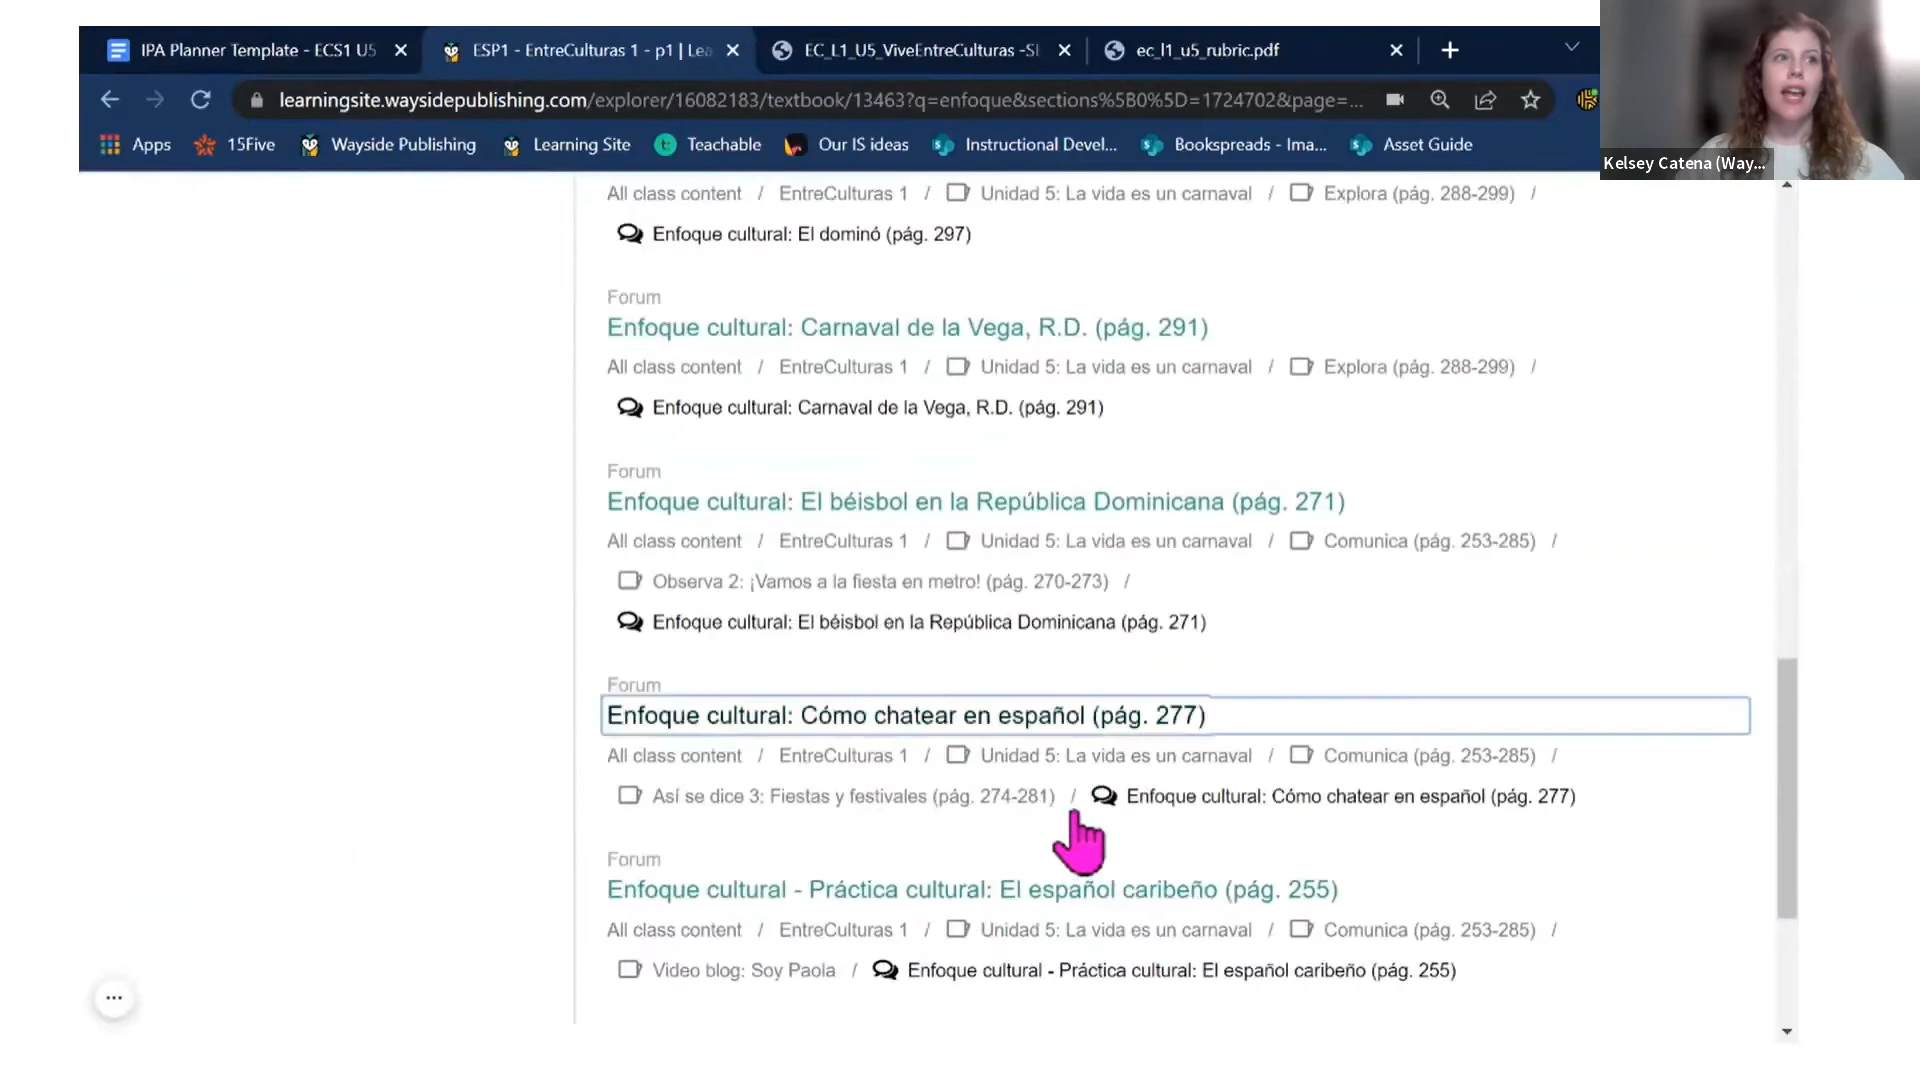 IPA Planner Template - ECS1 U5
ESP1 - EntreCulturas 1 - p1 | Lea
EC_L1_U5_ViveEntreCulturas -SE
ec_l1_u5_rubric.pdf
learningsite.waysidepublishing.com/explorer/16082183/textbook/13463?q=enfoque&sections%5B0%5D=1724702&page=...
Apps
15Five
Wayside Publishing
Learning Site
Teachable
Our IS ideas
Instructional Devel...
Bookspreads - Ima...
Asset Guide
Kelsey Catena (Way...
All class content / EntreCulturas 1 / Unidad 5: La vida es un carnaval / Explora (pág. 288-299) /
Enfoque cultural: El dominó (pág. 297)
Forum
Enfoque cultural: Carnaval de la Vega, R.D. (pág. 291)
All class content / EntreCulturas 1 / Unidad 5: La vida es un carnaval / Explora (pág. 288-299) /
Enfoque cultural: Carnaval de la Vega, R.D. (pág. 291)
Forum
Enfoque cultural: El béisbol en la República Dominicana (pág. 271)
All class content / EntreCulturas 1 / Unidad 5: La vida es un carnaval / Comunica (pág. 253-285) /
Observa 2: ¡Vamos a la fiesta en metro! (pág. 270-273) /
Enfoque cultural: El béisbol en la República Dominicana (pág. 271)
Forum
Enfoque cultural: Cómo chatear en español (pág. 277)
All class content / EntreCulturas 1 / Unidad 5: La vida es un carnaval / Comunica (pág. 253-285) /
Así se dice 3: Fiestas y festivales (pág. 274-281) / Enfoque cultural: Cómo chatear en español (pág. 277)
Forum
Enfoque cultural - Práctica cultural: El español caribeño (pág. 255)
All class content / EntreCulturas 1 / Unidad 5: La vida es un carnaval / Comunica (pág. 253-285) /
Video blog: Soy Paola / Enfoque cultural - Práctica cultural: El español caribeño (pág. 255)